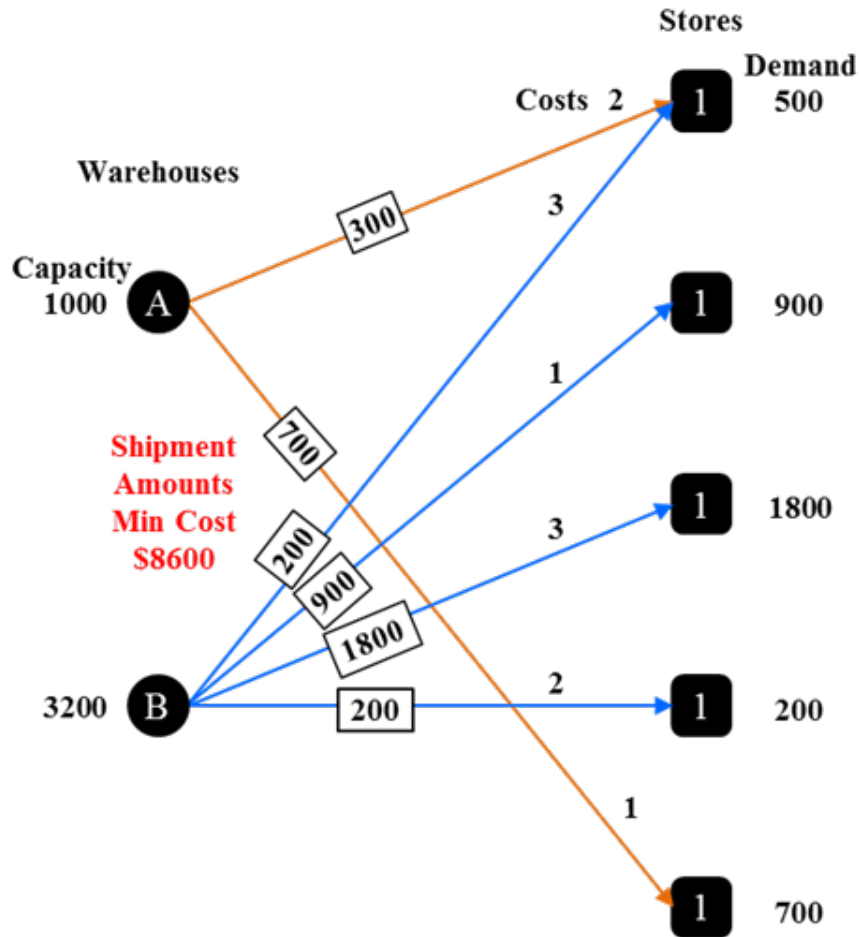 Stores
Demand
Costs 2
1
500
Warehouses
3
300
Capacity
1000
A
1
900
1
700
Shipment
Amounts
Min Cost
$8600
1
1800
3
200
900
1800
3200
B
200
2
1
200
1
1
700